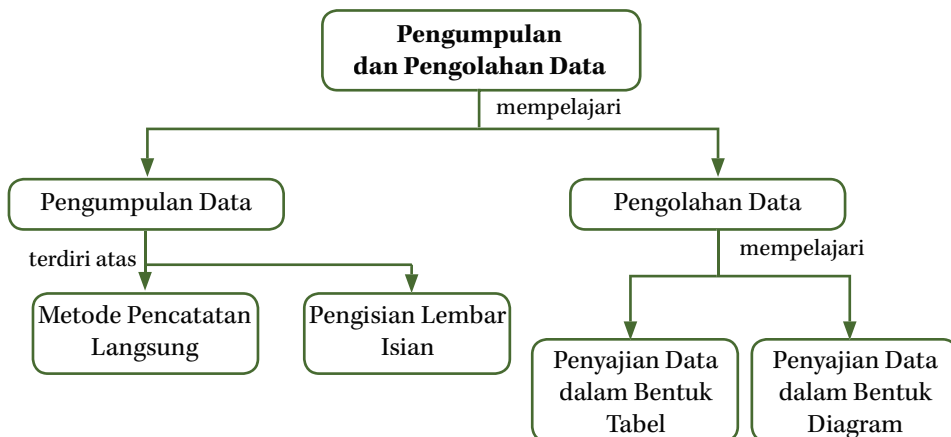 Pengumpulan
dan Pengolahan Data
mempelajari
Pengumpulan Data
Pengolahan Data
terdiri atas
mempelajari
Metode Pencatatan
Langsung
Pengisian Lembar
Isian
Penyajian Data
dalam Bentuk
Tabel
Penyajian Data
dalam Bentuk
Diagram